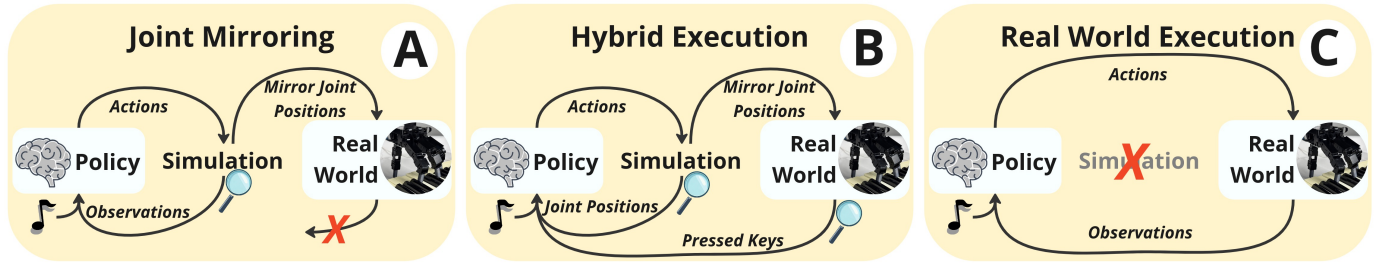 Joint Mirroring
A
Actions
Mirror Joint
Positions
Policy
Simulation
Real
World
Observations
X
Hybrid Execution
B
Actions
Mirror Joint
Positions
Policy
Simulation
Real
World
Joint Positions
Pressed Keys
Real World Execution
C
Actions
Policy
Simulation
X
Real
World
Observations